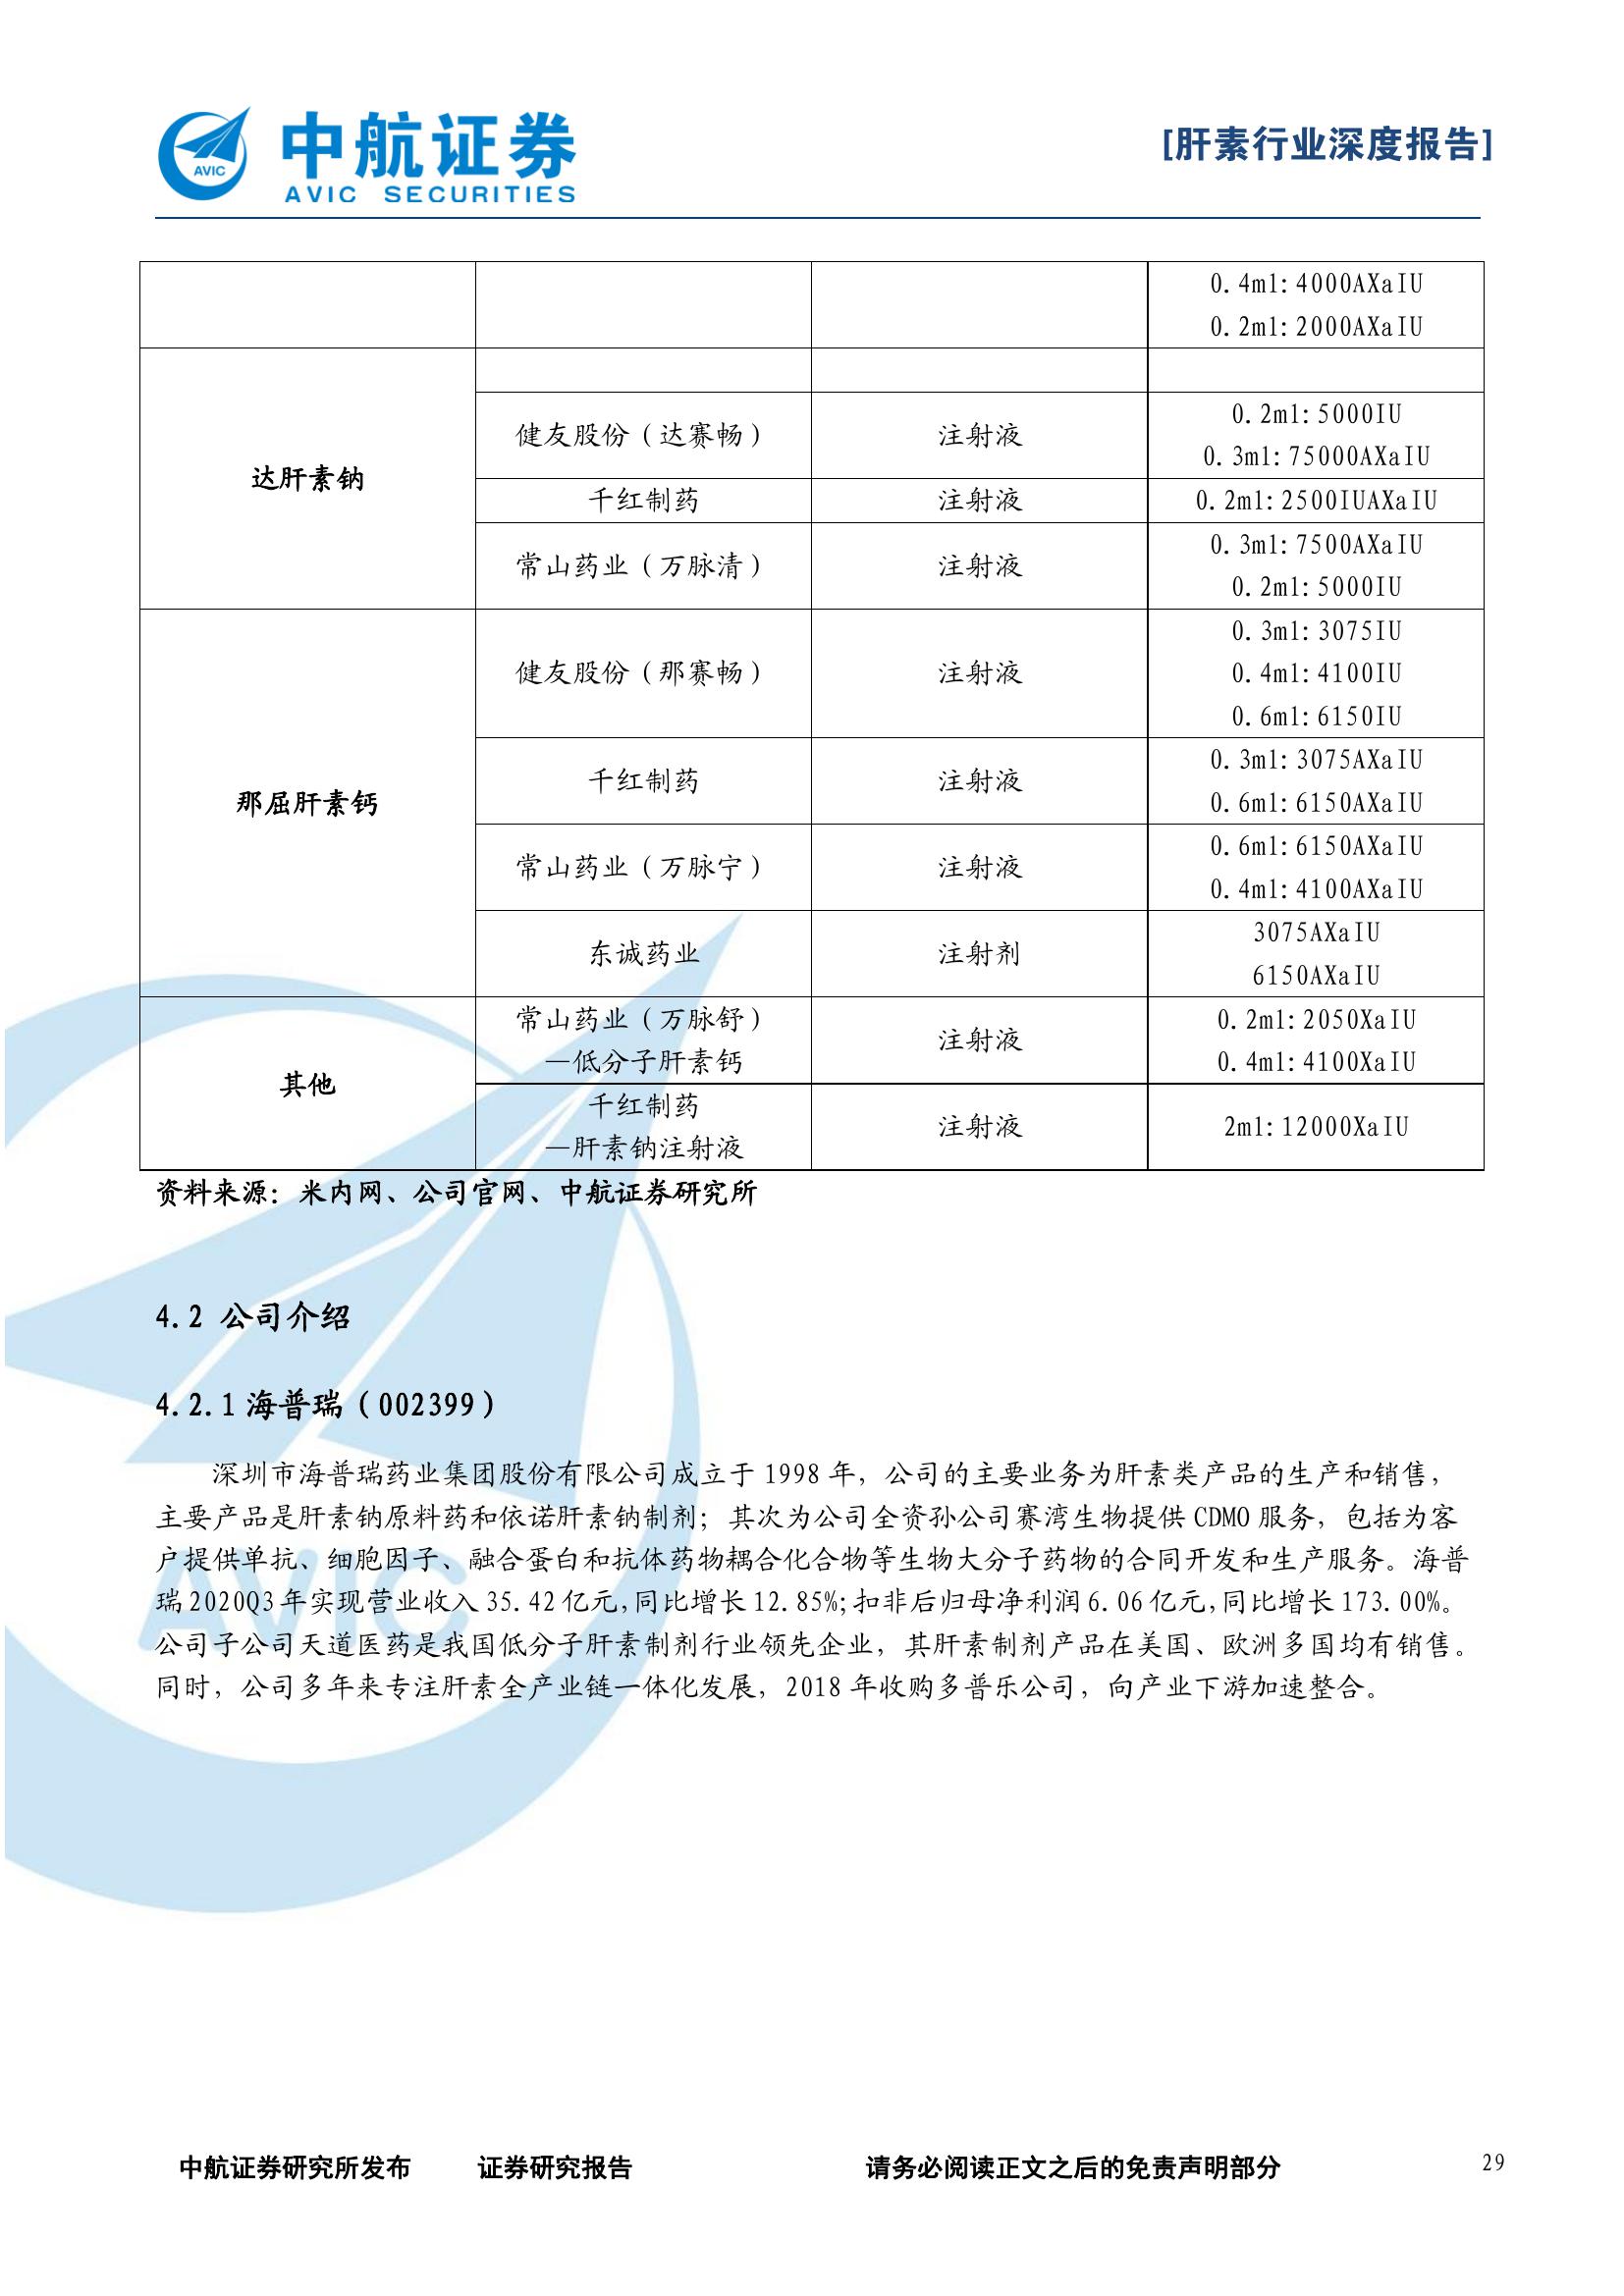 中航证券
AVIC SECURITIES
AVIC
[肝素行业深度报告]
0.4ml:4000AXaIU
0.2ml:2000AXaIU
达肝素钠
健友股份（达赛畅）
注射液
0.2ml:5000IU
0.3ml:75000AXaIU
千红制药
注射液
0.2ml:2500IUAXaIU
常山药业（万脉清）
注射液
0.3ml:7500AXaIU
0.2ml:5000IU
那屈肝素钙
健友股份（那赛畅）
注射液
0.3ml:3075IU
0.4ml:4100IU
0.6ml:6150IU
千红制药
注射液
0.3ml:3075AXaIU
0.6ml:6150AXaIU
常山药业（万脉宁）
注射液
0.6ml:6150AXaIU
0.4ml:4100AXaIU
东诚药业
注射剂
3075AXaIU
6150AXaIU
其他
常山药业（万脉舒）
—低分子肝素钙
注射液
0.2ml:2050XaIU
0.4ml:4100XaIU
千红制药
—肝素钠注射液
注射液
2ml:12000XaIU
资料来源：米内网、公司官网、中航证券研究所
4.2 公司介绍
4.2.1 海普瑞（002399）
深圳市海普瑞药业集团股份有限公司成立于 1998 年，公司的主要业务为肝素类产品的生产和销售，
主要产品是肝素钠原料药和依诺肝素钠制剂；其次为公司全资孙公司赛湾生物提供 CDMO 服务，包括为客
户提供单抗、细胞因子、融合蛋白和抗体药物耦合化合物等生物大分子药物的合同开发和生产服务。海普
瑞 2020Q3 年实现营业收入 35.42 亿元,同比增长 12.85%;扣非后归母净利润 6.06 亿元,同比增长 173.00%。
公司子公司天道医药是我国低分子肝素制剂行业领先企业，其肝素制剂产品在美国、欧洲多国均有销售。
同时，公司多年来专注肝素全产业链一体化发展，2018 年收购多普乐公司，向产业下游加速整合。
AVIC
中航证券研究所发布 证券研究报告 请务必阅读正文之后的免责声明部分 29